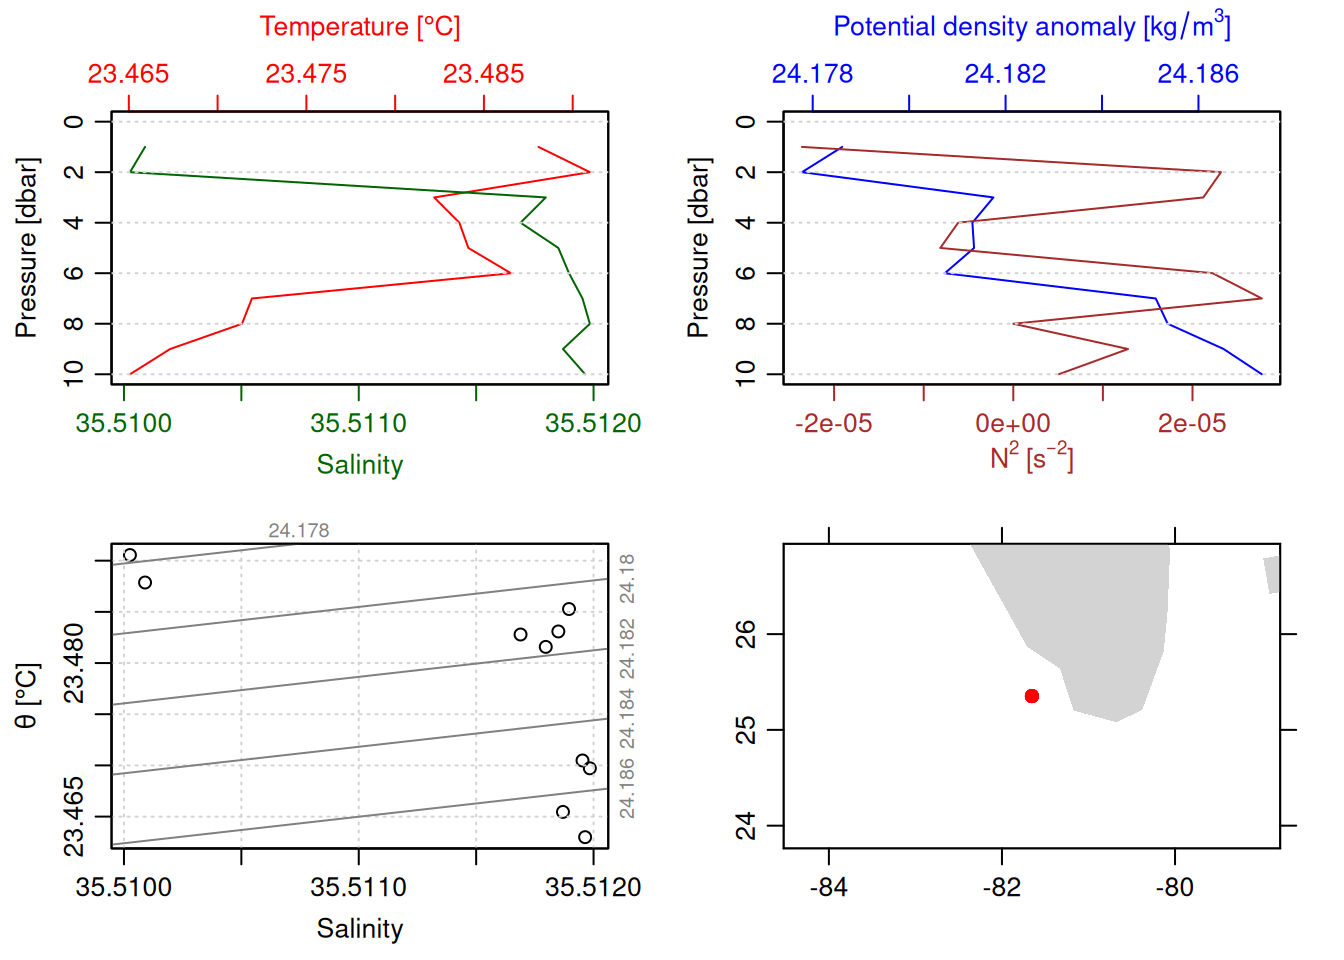 Temperature [°C]
23.465 23.475 23.485
Pressure [dbar]
0 2 4 6 8 10
35.5100 35.5110 35.5120
Salinity
Potential density anomaly [kg/m³]
24.178 24.182 24.186
Pressure [dbar]
0 2 4 6 8 10
-2e-05 0e+00 2e-05
N² [s⁻²]
24.178
θ [°C]
23.465 23.480
24.186 24.184 24.182 24.18
35.5100 35.5110 35.5120
Salinity
24 25 26
-84 -82 -80